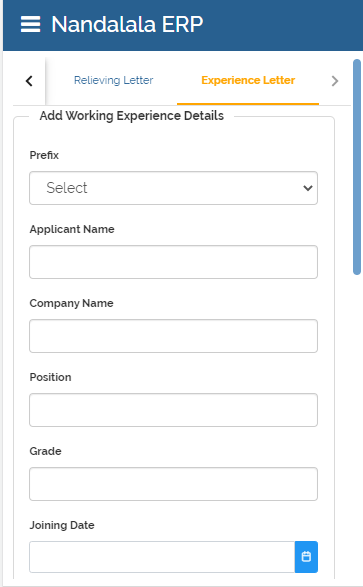 Nandalala ERP
Relieving Letter Experience Letter
Add Working Experience Details
Prefix
Select
Applicant Name
Company Name
Position
Grade
Joining Date